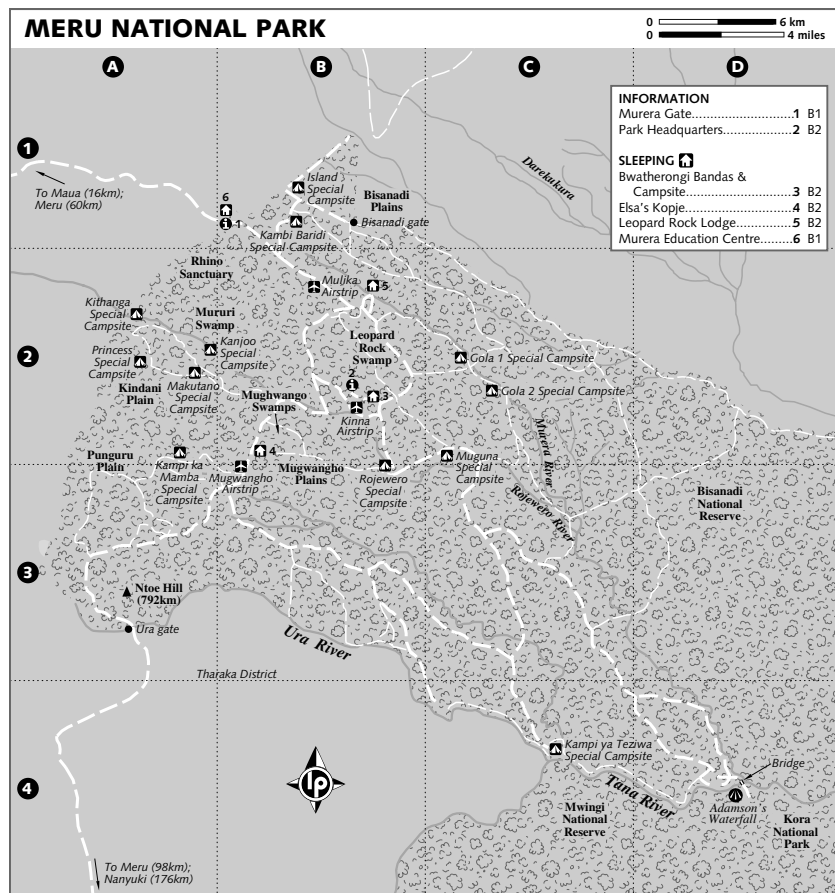 MERU NATIONAL PARK
0 6 km
0 4 miles
A
B
C
D
1
2
3
4
INFORMATION
Murera Gate......................1 B1
Park Headquarters.......................2 B2
SLEEPING
Bwatherongi Bandas &
Campsite..........................3 B2
Elsa's Kopje..............................4 B2
Leopard Rock Lodge...............5 B2
Murera Education Centre.........6 B1
To Maua (16km);
Meru (60km)
6
1
Island
Special
Campsite
Bisanadi
Plains
Bisanadi gate
Kambi Baridi
Special Campsite
Darekukura
Rhino
Sanctuary
Mulika
Airstrip
5
Kithanga
Special
Campsite
Mururi
Swamp
Kanjoo
Special
Campsite
Princess
Special
Campsite
Kindani
Plain
Makutano
Special
Campsite
Leopard
Rock
Swamp
2
3
Kinna
Airstrip
Gola 1 Special Campsite
Gola 2 Special Campsite
Mughwango
Swamps
4
Punguru
Plain
Kampi ka
Mamba
Special
Campsite
Mugwangho
Airstrip
Mugwangho
Plains
Rojewero
Special
Campsite
Muguna
Special
Campsite
Murera River
Rojewero River
Bisanadi
National
Reserve
Ntoe Hill
(792km)
Ura gate
Ura River
Tharaka District
Kampi ya Teziwa
Special Campsite
Tana River
Bridge
Adamson's
Waterfall
Mwingi
National
Reserve
Kora
National
Park
lp
To Meru (98km);
Nanyuki (176km)